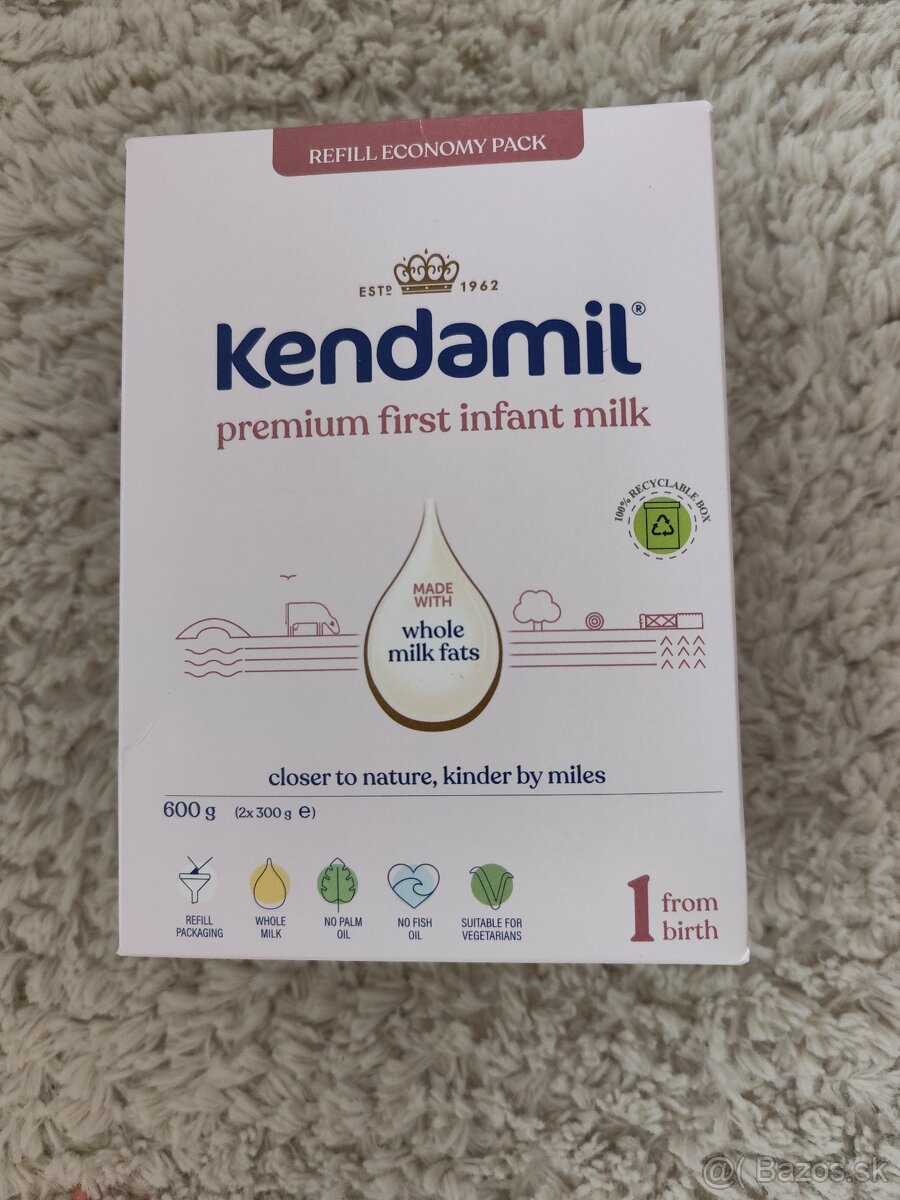 REFILL ECONOMY PACK
ESTD 1962
Kendamil®
premium first infant milk
100% RECYCLABLE BOX
MADE
WITH
whole
milk fats
closer to nature, kinder by miles
600 g (2x 300 g e)
REFILL
PACKAGING
WHOLE
MILK
NO PALM
OIL
NO FISH
OIL
SUITABLE FOR
VEGETARIANS
1 from
birth
@( Bazos.sk